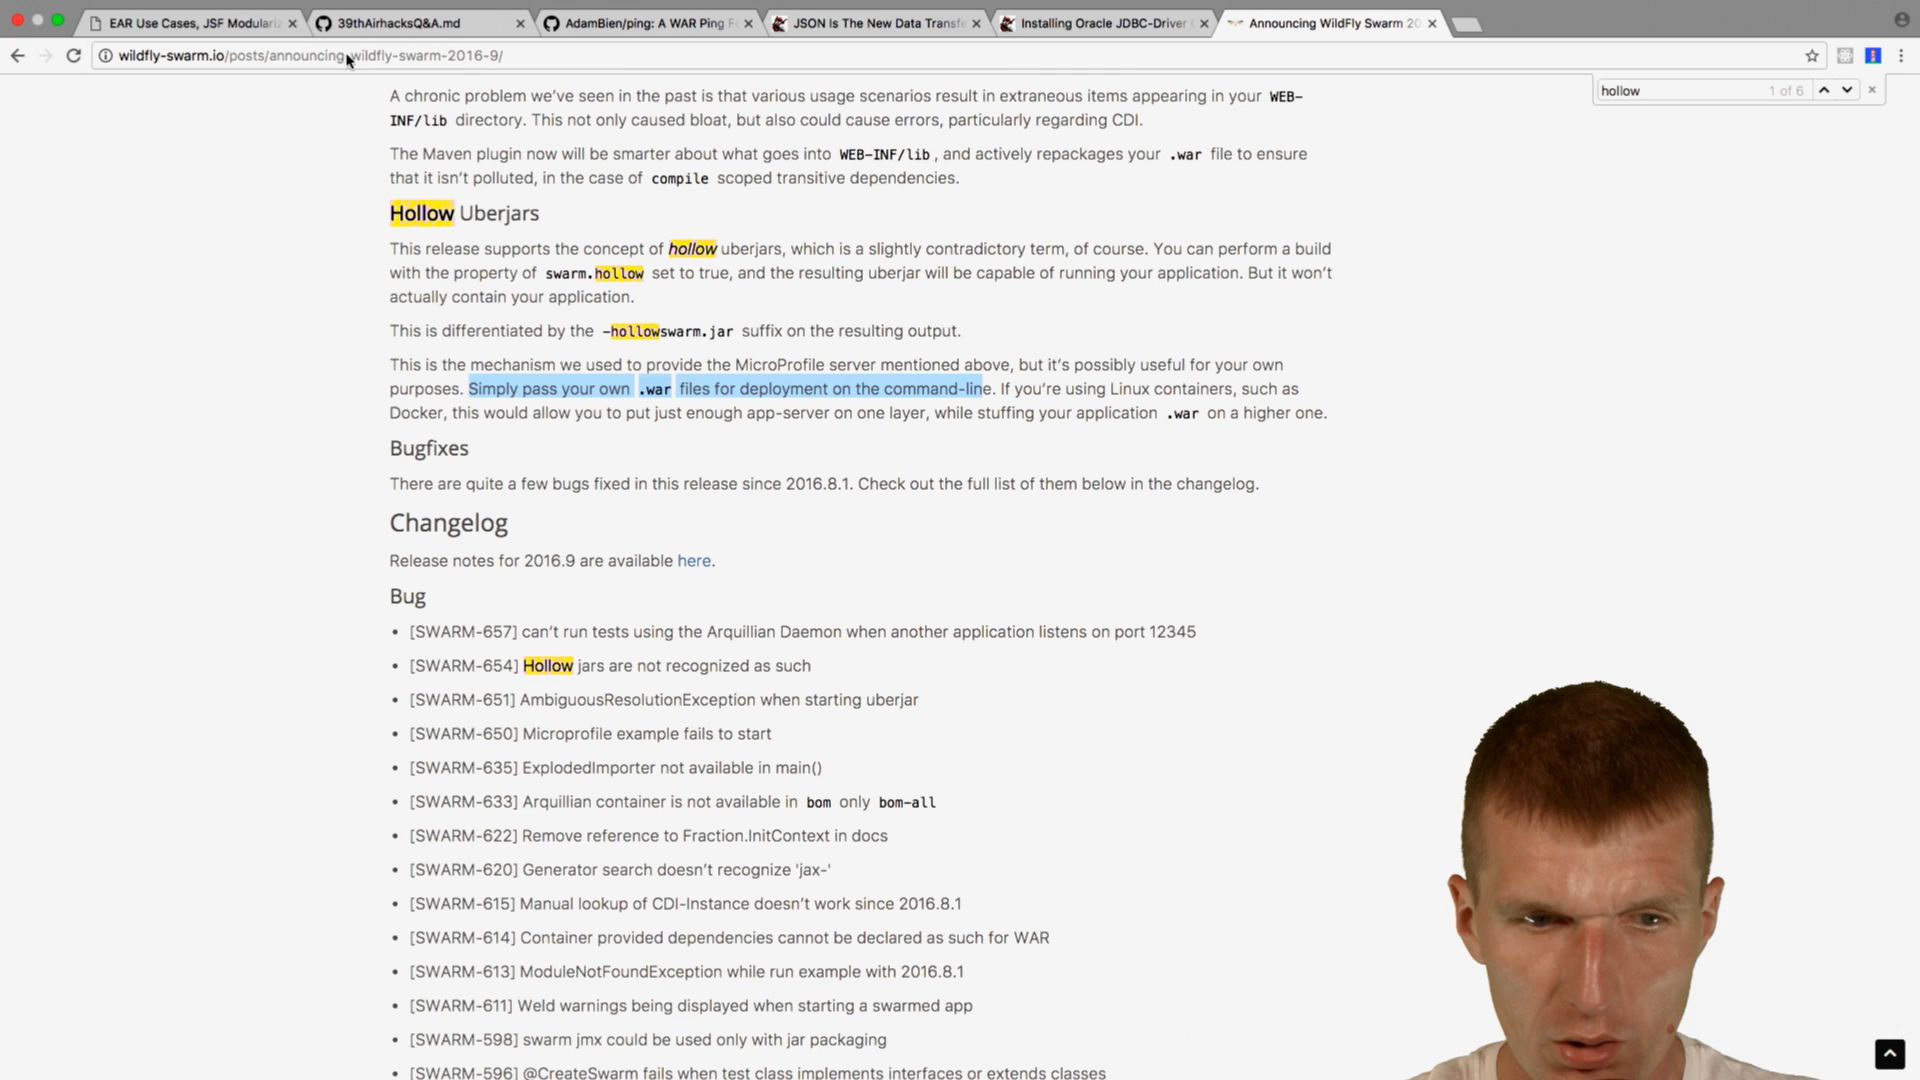 EAR Use Cases, JSF Modulari
39thAirhacksQ&A.md
AdamBien/ping: A WAR Ping F
JSON Is The New Data Transfe
Installing Oracle JDBC-Driver
Announcing WildFly Swarm 20
wildfly-swarm.io/posts/announcing-wildfly-swarm-2016-9/
hollow 1 of 6
A chronic problem we've seen in the past is that various usage scenarios result in extraneous items appearing in your WEB-
INF/lib directory. This not only caused bloat, but also could cause errors, particularly regarding CDI.
The Maven plugin now will be smarter about what goes into WEB-INF/lib, and actively repackages your .war file to ensure
that it isn't polluted, in the case of compile scoped transitive dependencies.
Hollow Uberjars
This release supports the concept of hollow uberjars, which is a slightly contradictory term, of course. You can perform a build
with the property of swarm.hollow set to true, and the resulting uberjar will be capable of running your application. But it won't
actually contain your application.
This is differentiated by the -hollowswarm.jar suffix on the resulting output.
This is the mechanism we used to provide the MicroProfile server mentioned above, but it's possibly useful for your own
purposes. Simply pass your own .war files for deployment on the command-line. If you're using Linux containers, such as
Docker, this would allow you to put just enough app-server on one layer, while stuffing your application .war on a higher one.
Bugfixes
There are quite a few bugs fixed in this release since 2016.8.1. Check out the full list of them below in the changelog.
Changelog
Release notes for 2016.9 are available here.
Bug
• [SWARM-657] can't run tests using the Arquillian Daemon when another application listens on port 12345
• [SWARM-654] Hollow jars are not recognized as such
• [SWARM-651] AmbiguousResolutionException when starting uberjar
• [SWARM-650] Microprofile example fails to start
• [SWARM-635] ExplodedImporter not available in main()
• [SWARM-633] Arquillian container is not available in bom only bom-all
• [SWARM-622] Remove reference to Fraction.InitContext in docs
• [SWARM-620] Generator search doesn't recognize 'jax-'
• [SWARM-615] Manual lookup of CDI-Instance doesn't work since 2016.8.1
• [SWARM-614] Container provided dependencies cannot be declared as such for WAR
• [SWARM-613] ModuleNotFoundException while run example with 2016.8.1
• [SWARM-611] Weld warnings being displayed when starting a swarmed app
• [SWARM-598] swarm jmx could be used only with jar packaging
• [SWARM-596] @CreateSwarm fails when test class implements interfaces or extends classes